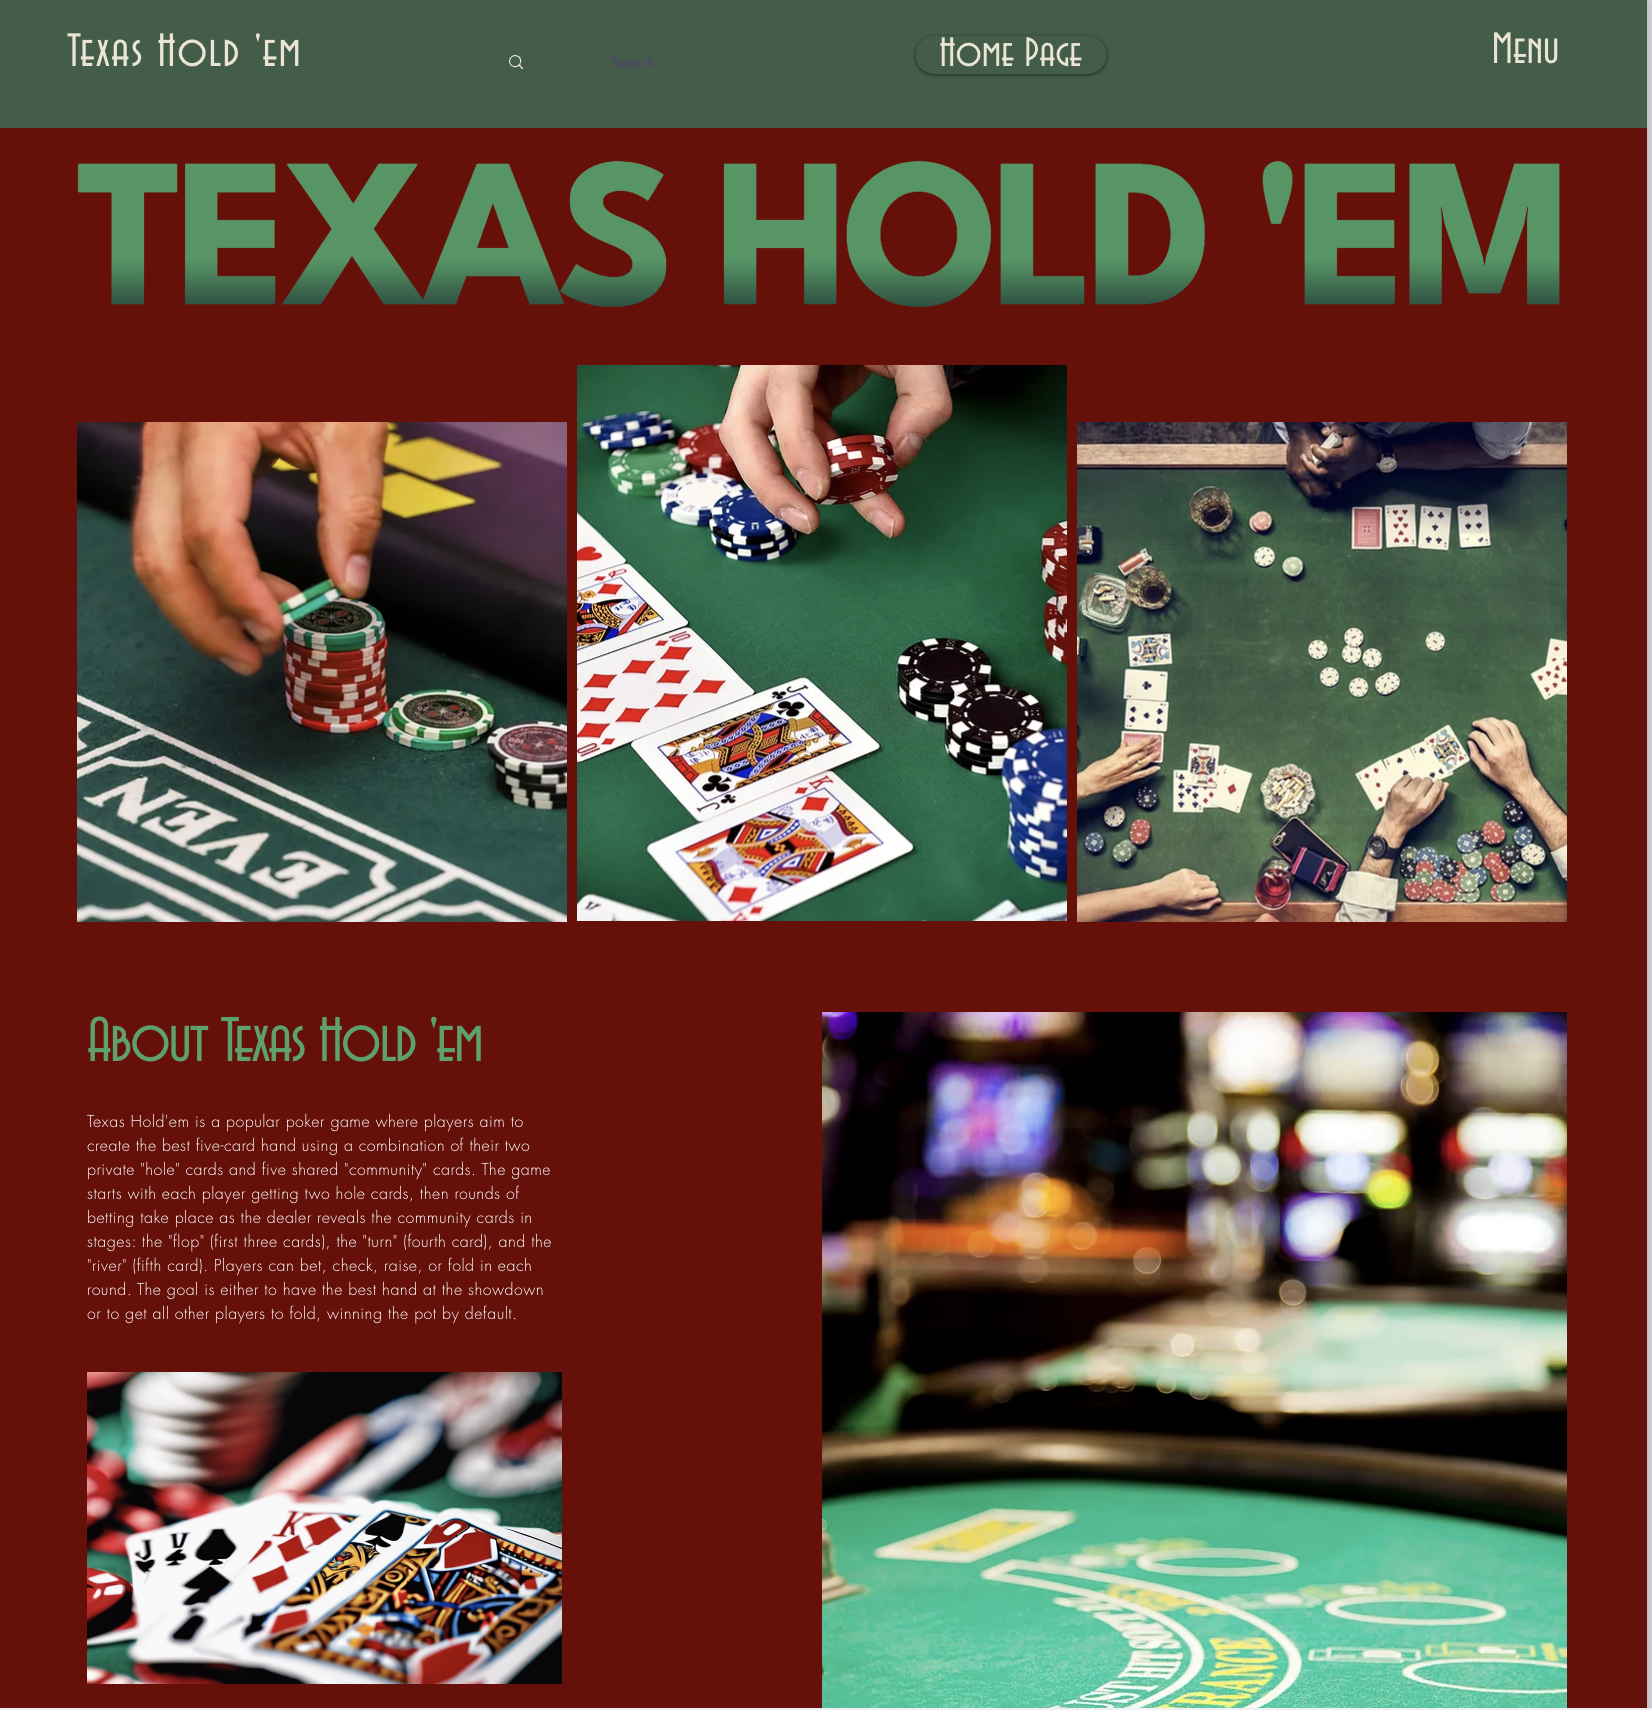 Texas Hold 'em
Search
Home Page
Menu
TEXAS HOLD 'EM
EVEN
10
J
K
About Texas Hold 'em
Texas Hold'em is a popular poker game where players aim to
create the best five-card hand using a combination of their two
private "hole" cards and five shared "community" cards. The game
starts with each player getting two hole cards, then rounds of
betting take place as the dealer reveals the community cards in
stages: the "flop" (first three cards), the "turn" (fourth card), and the
"river" (fifth card). Players can bet, check, raise, or fold in each
round. The goal is either to have the best hand at the showdown
or to get all other players to fold, winning the pot by default.
J
V
K